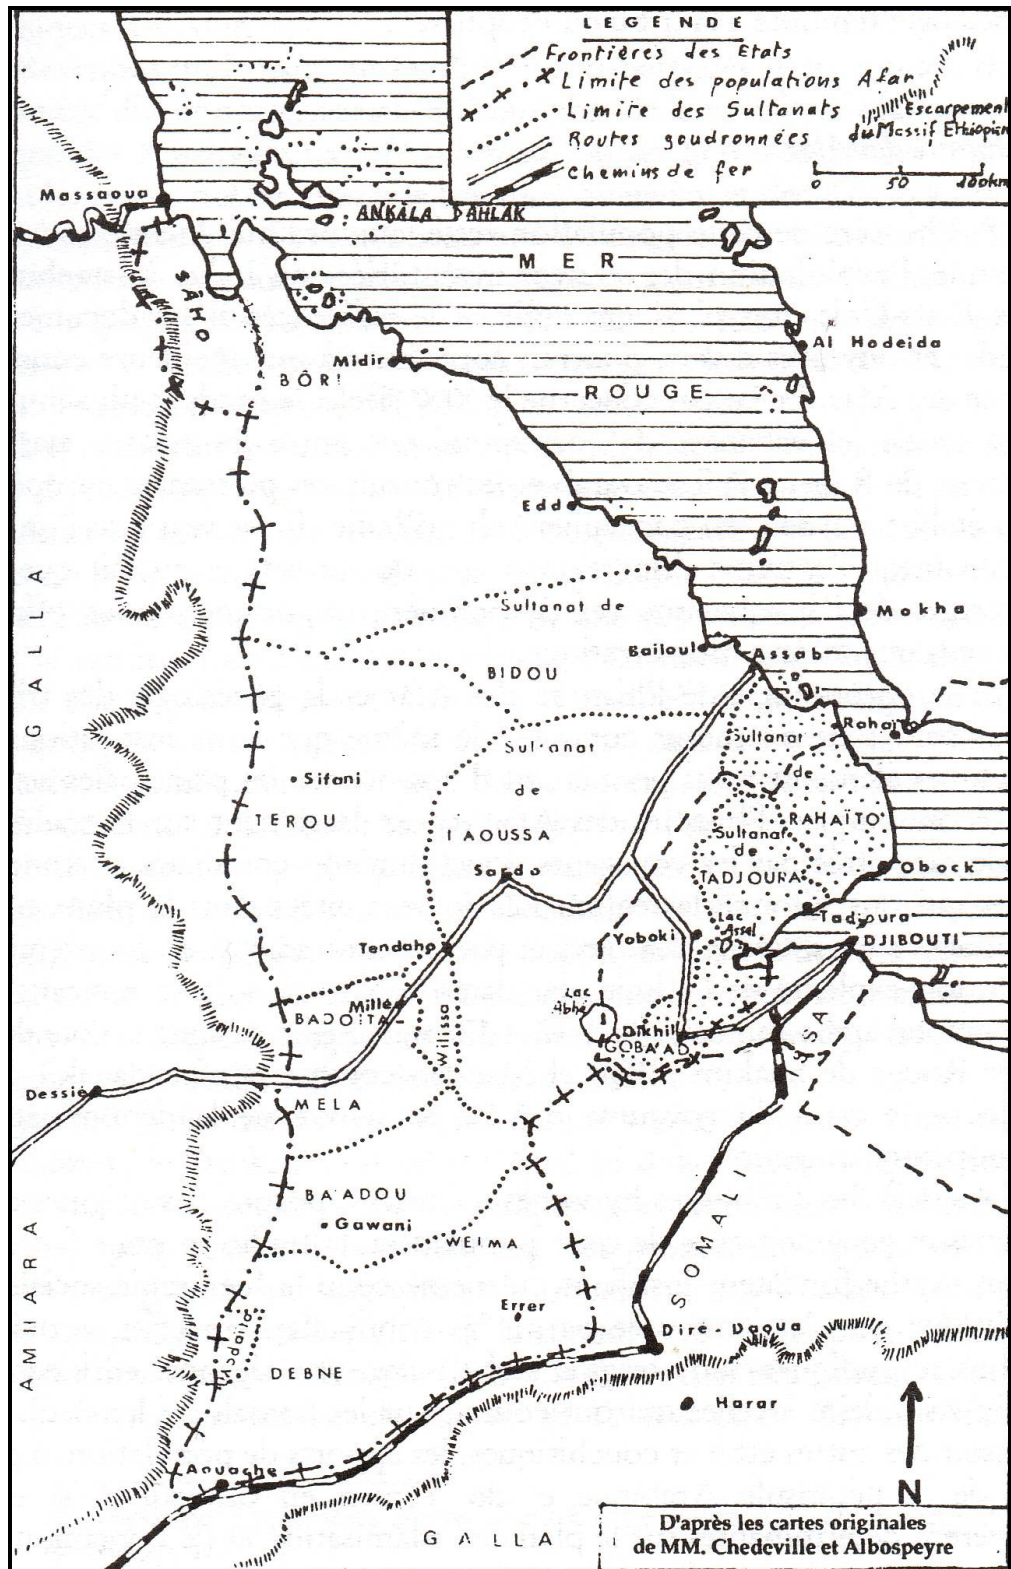 LEGENDE
Frontières des Etats
Limite des populations Afar
Limite des Sultanats
Routes goudronnées
Chemins de fer
Escarpement
du Massif Ethiopien
0 50 100km
Massaoua
ANKALA DAHLAK
MER
SAHO
Al Hodeida
Midir
BÔRI
ROUGE
Edd
GALLA
Sultanat de
Mokha
Bailoul
Assab
BIDOU
Rahaïto
Sultanat
Sultanat
de
Sifani
de
TEROU
RAHAÏTO
IAOUSSA
Sultanat
de
TADJOURA
Sardo
Obock
Tadjoura
Lac
Assal
Yoboki
DJIBOUTI
Tendaho
Lac
Abhé
Millé
BADOÏTA
Wilissa
Dikhil
GOBA'AD
ISSA
Dessié
MELA
BA'ADOU
Gawani
WEIMA
SOMALI
AMHARA
Errer
Diré-Daoua
DEBNE
Harar
Aouache
N
GALLA
D'après les cartes originales
de MM. Chedeville et Albospeyre